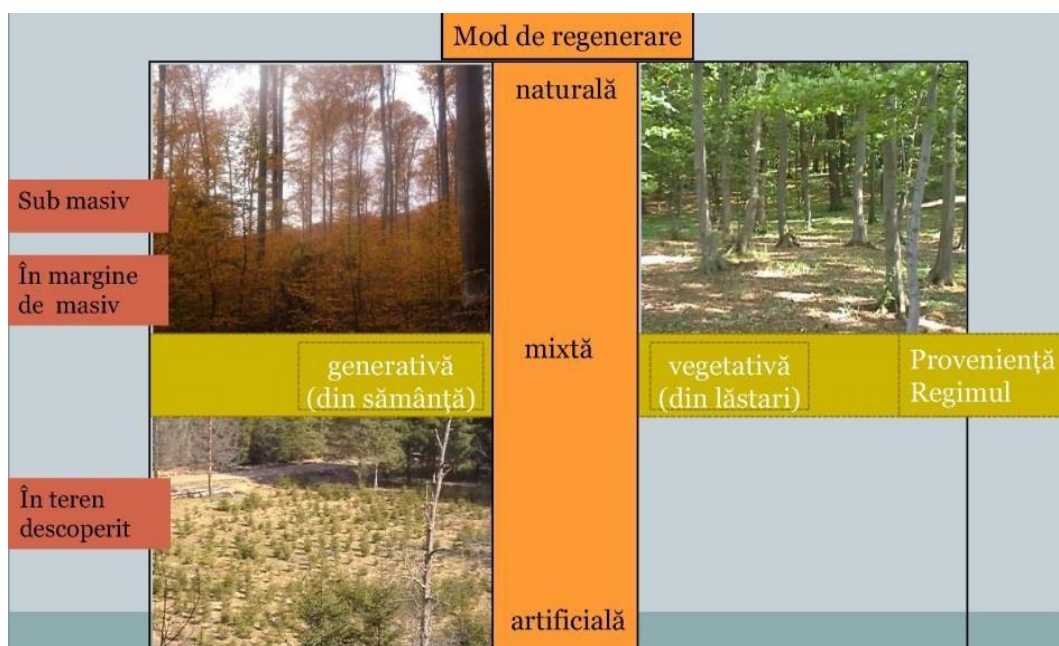 Mod de regenerare
naturală
Sub masiv
În margine
de masiv
mixtă
generativă
(din sămânță)
vegetativă
(din lăstari)
Proveniență
Regimul
În teren
descoperit
artificială